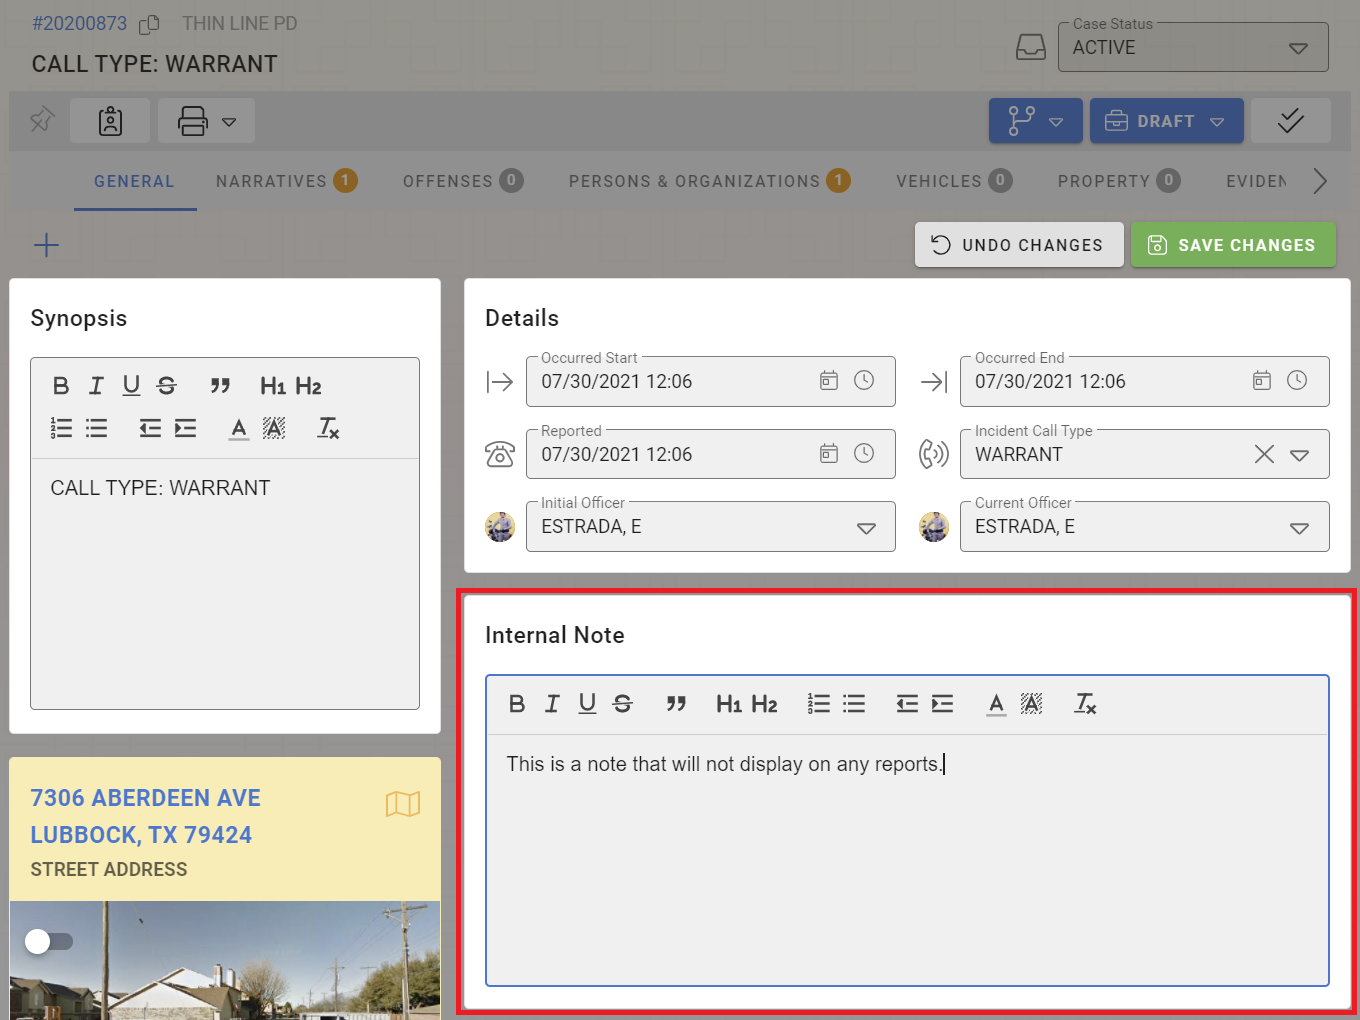 #20200873 THIN LINE PD
CALL TYPE: WARRANT
Case Status
ACTIVE
DRAFT
GENERAL NARRATIVES 1 OFFENSES 0 PERSONS & ORGANIZATIONS 1 VEHICLES 0 PROPERTY 0 EVIDEN
UNDO CHANGES SAVE CHANGES
Synopsis
B I U S H1 H2
A A Tx
CALL TYPE: WARRANT
Details
Occurred Start
07/30/2021 12:06
Occurred End
07/30/2021 12:06
Reported
07/30/2021 12:06
Incident Call Type
WARRANT
Initial Officer
ESTRADA, E
Current Officer
ESTRADA, E
Internal Note
B I U S H1 H2 A A Tx
This is a note that will not display on any reports.
7306 ABERDEEN AVE
LUBBOCK, TX 79424
STREET ADDRESS